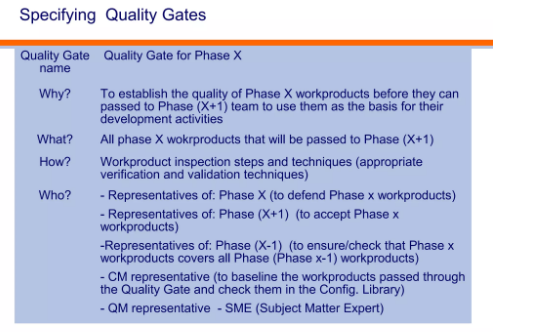 Specifying Quality Gates
Quality Gate Quality Gate for Phase X
name
Why? To establish the quality of Phase X workproducts before they can
passed to Phase (X+1) team to use them as the basis for their
development activities
What? All phase X wokrproducts that will be passed to Phase (X+1)
How? Workproduct inspection steps and techniques (appropriate
verification and validation techniques)
Who? - Representatives of: Phase X (to defend Phase x workproducts)
- Representatives of: Phase (X+1) (to accept Phase x
workproducts)
-Representatives of: Phase (X-1) (to ensure/check that Phase x
workproducts covers all Phase (Phase x-1) workproducts)
- CM representative (to baseline the workproducts passed through
the Quality Gate and check them in the Config. Library)
- QM representative - SME (Subject Matter Expert)